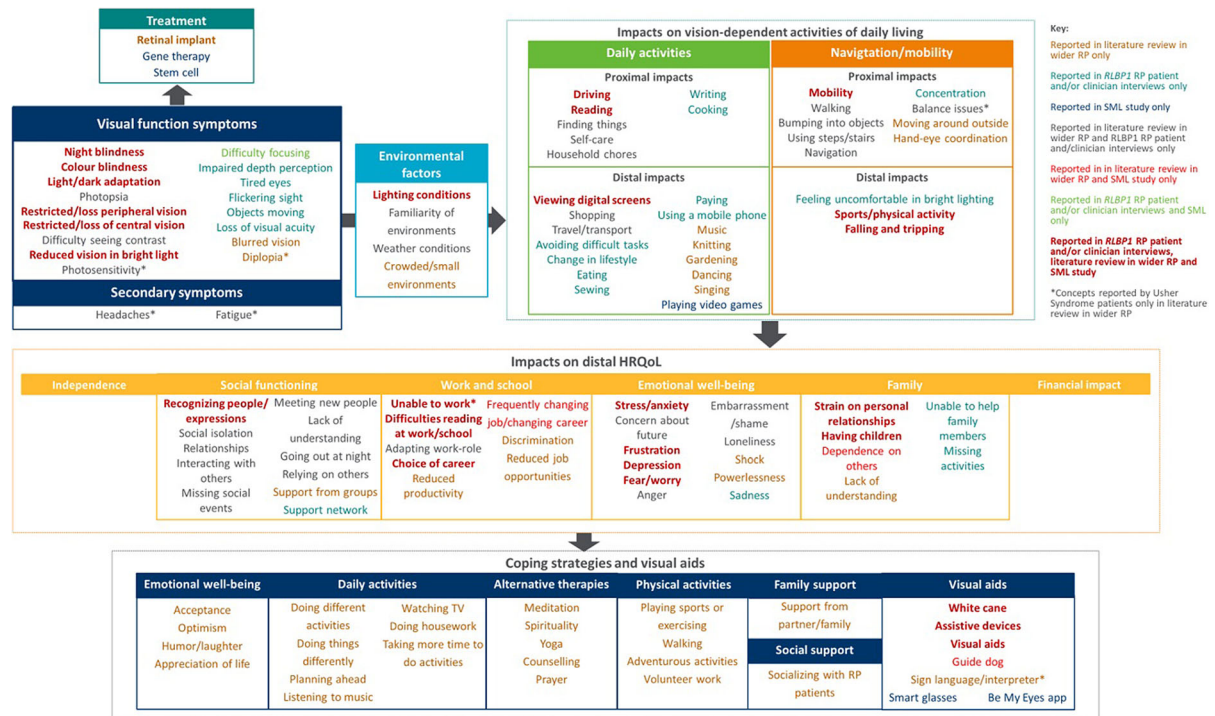 Treatment
Retinal implant
Gene therapy
Stem cell
Visual function symptoms
Night blindness
Colour blindness
Light/dark adaptation
Photopsia
Restricted/loss peripheral vision
Restricted/loss of central vision
Difficulty seeing contrast
Reduced vision in bright light
Photosensitivity*
Difficulty focusing
Impaired depth perception
Tired eyes
Flickering sight
Objects moving
Loss of visual acuity
Blurred vision
Diplopia*
Secondary symptoms
Headaches*
Fatigue*
Environmental
factors
Lighting conditions
Familiarity of
environments
Weather conditions
Crowded/small
environments
Impacts on vision-dependent activities of daily living
Daily activities
Proximal impacts
Driving
Reading
Finding things
Self-care
Household chores
Writing
Cooking
Distal impacts
Viewing digital screens
Shopping
Travel/transport
Avoiding difficult tasks
Change in lifestyle
Eating
Sewing
Paying
Using a mobile phone
Music
Knitting
Gardening
Dancing
Singing
Playing video games
Navigtation/mobility
Proximal impacts
Mobility
Walking
Bumping into objects
Using steps/stairs
Navigation
Concentration
Balance issues*
Moving around outside
Hand-eye coordination
Distal impacts
Feeling uncomfortable in bright lighting
Sports/physical activity
Falling and tripping
Key:
Reported in literature review in
wider RP only
Reported in RLBP1 RP patient
and/or clinician interviews only
Reported in SML study only
Reported in literature review in
wider RP and RLBP1 RP patient
and/clinician interviews only
Reported in in literature review in
wider RP and SML study only
Reported in RLBP1 RP patient
and/or clinician interviews and SML
only
Reported in RLBP1 RP patient
and/or clinician interviews,
literature review in wider RP and
SML study
*Concepts reported by Usher
Syndrome patients only in literature
review in wider RP
Impacts on distal HRQoL
Independence
Social functioning
Recognizing people/
expressions
Social isolation
Relationships
Interacting with
others
Missing social
events
Meeting new people
Lack of
understanding
Going out at night
Relying on others
Support from groups
Support network
Work and school
Unable to work*
Difficulties reading
at work/school
Adapting work-role
Choice of career
Reduced
productivity
Frequently changing
job/changing career
Discrimination
Reduced job
opportunities
Emotional well-being
Stress/anxiety
Concern about
future
Frustration
Depression
Fear/worry
Anger
Embarrassment
/shame
Loneliness
Shock
Powerlessness
Sadness
Family
Strain on personal
relationships
Having children
Dependence on
others
Lack of
understanding
Unable to help
family
members
Missing
activities
Financial impact
Coping strategies and visual aids
Emotional well-being
Acceptance
Optimism
Humor/laughter
Appreciation of life
Daily activities
Doing different
activities
Doing things
differently
Planning ahead
Listening to music
Watching TV
Doing housework
Taking more time to
do activities
Alternative therapies
Meditation
Spirituality
Yoga
Counselling
Prayer
Physical activities
Playing sports or
exercising
Walking
Adventurous activities
Volunteer work
Family support
Support from
partner/family
Social support
Socializing with RP
patients
Visual aids
White cane
Assistive devices
Visual aids
Guide dog
Sign language/interpreter*
Smart glasses
Be My Eyes app